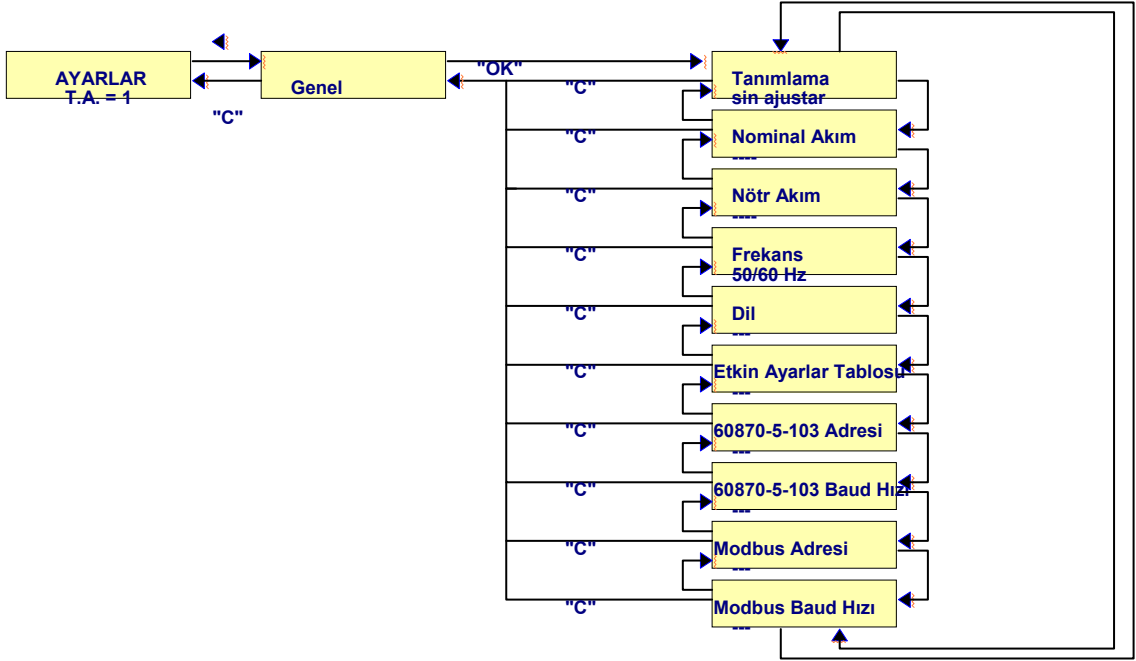 AYARLAR
T.A. = 1
"C"
Genel
"OK"
"C"
Tanımlama
sin ajustar
"C"
Nominal Akım
----
"C"
Nötr Akım
----
"C"
Frekans
50/60 Hz
"C"
Dil
---
"C"
Etkin Ayarlar Tablosu
---
"C"
60870-5-103 Adresi
---
"C"
60870-5-103 Baud Hızı
---
"C"
Modbus Adresi
---
"C"
Modbus Baud Hızı
---